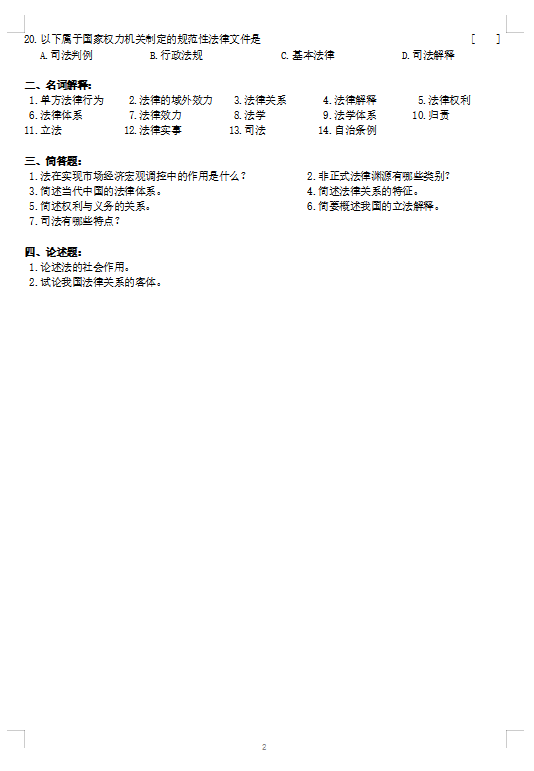 20.以下属于国家权力机关制定的规范性法律文件是 [ ]
A.司法判例 B.行政法规 C.基本法律 D.司法解释
二、名词解释:
1.单方法律行为 2.法律的域外效力 3.法律关系 4.法律解释 5.法律权利
6.法律体系 7.法律效力 8.法学 9.法学体系 10.归责
11.立法 12.法律实事 13.司法 14.自治条例
三、简答题:
1.法在实现市场经济宏观调控中的作用是什么? 2.非正式法律渊源有哪些类别?
3.简述当代中国的法律体系。 4.简述法律关系的特征。
5.简述权利与义务的关系。 6.简要概述我国的立法解释。
7.司法有哪些特点?
四、论述题:
1.论述法的社会作用。
2.试论我国法律关系的客体。
2